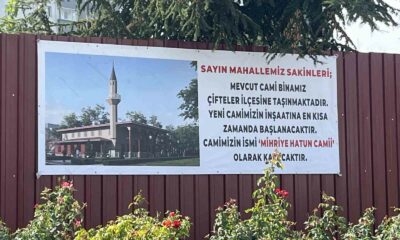 SAYIN MAHALLEMİZ SAKİNLERİ;
MEVCUT CAMİ BİNAMIZ
ÇİFTELER İLÇESİNE TAŞINMAKTADIR.
YENİ CAMİMİZİN İNŞAATINA EN KISA
ZAMANDA BAŞLANACAKTIR.
CAMİMİZİN İSMİ 'MİHRİYE HATUN CAMİİ'
OLARAK KALACAKTIR.